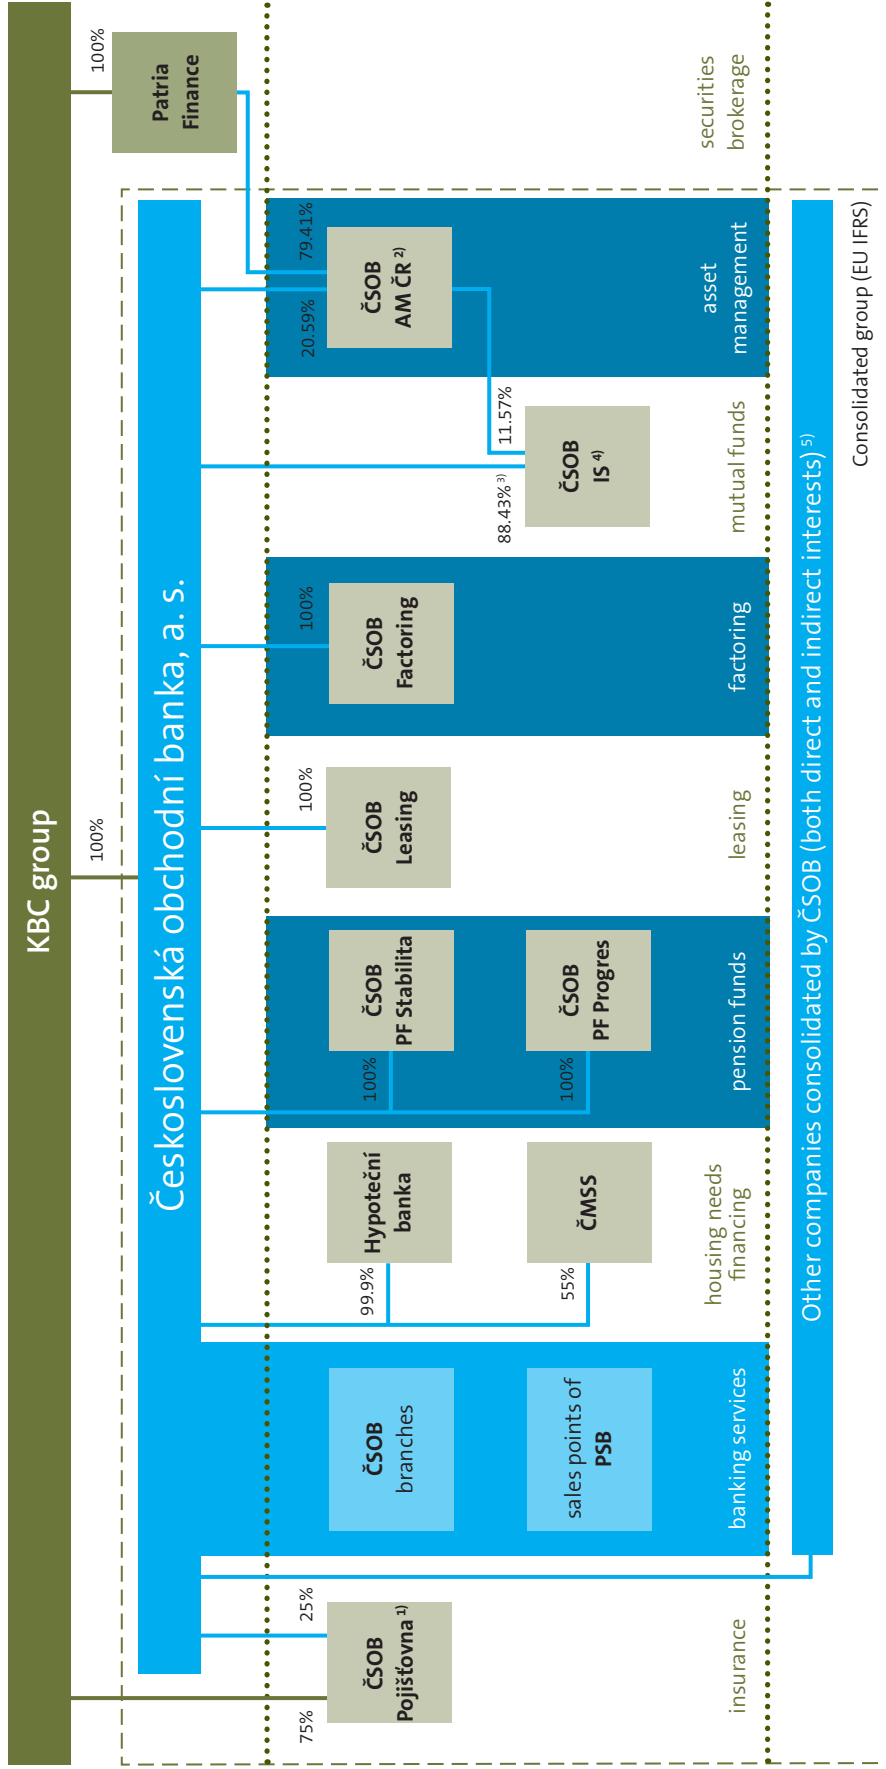 KBC group
100%
100%
Patria
Finance
Československá obchodní banka, a. s.
75%
25%
ČSOB
Pojišťovna ¹⁾
insurance
ČSOB
branches
sales points of
PSB
banking services
99.9%
Hypoteční
banka
55%
ČMSS
housing needs
financing
100%
ČSOB
PF Stabilita
100%
ČSOB
PF Progres
pension funds
100%
ČSOB
Leasing
leasing
100%
ČSOB
Factoring
factoring
88.43% ³⁾
11.57%
ČSOB
IS ⁴⁾
mutual funds
20.59%
79.41%
ČSOB
AM ČR ²⁾
asset
management
securities
brokerage
Other companies consolidated by ČSOB (both direct and indirect interests) ⁵⁾
Consolidated group (EU IFRS)